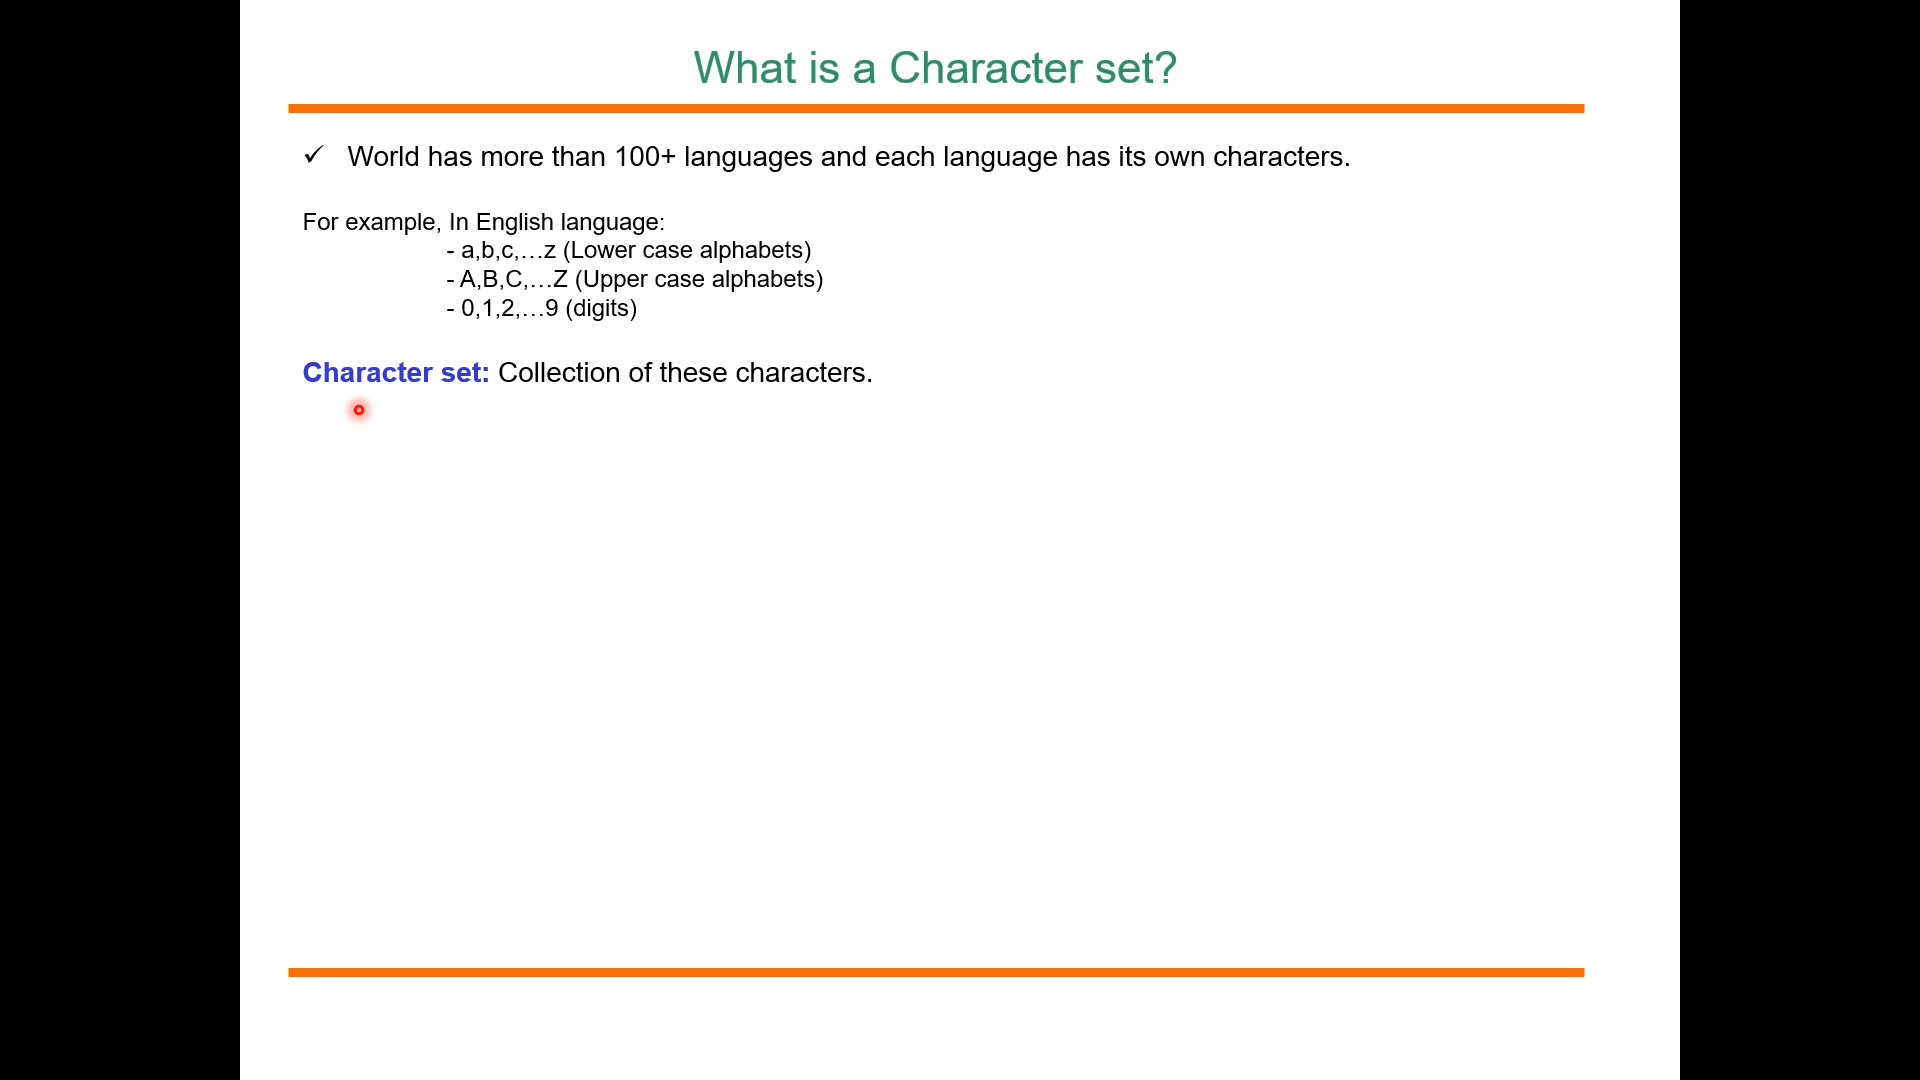 What is a Character set?
✓ World has more than 100+ languages and each language has its own characters.
For example, In English language:
- a,b,c,…z (Lower case alphabets)
- A,B,C,…Z (Upper case alphabets)
- 0,1,2,…9 (digits)
Character set: Collection of these characters.